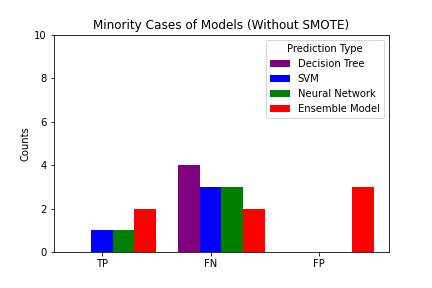 Minority Cases of Models (Without SMOTE)
10
8
6
4
2
0
Counts
Prediction Type
Decision Tree
SVM
Neural Network
Ensemble Model
TP
FN
FP